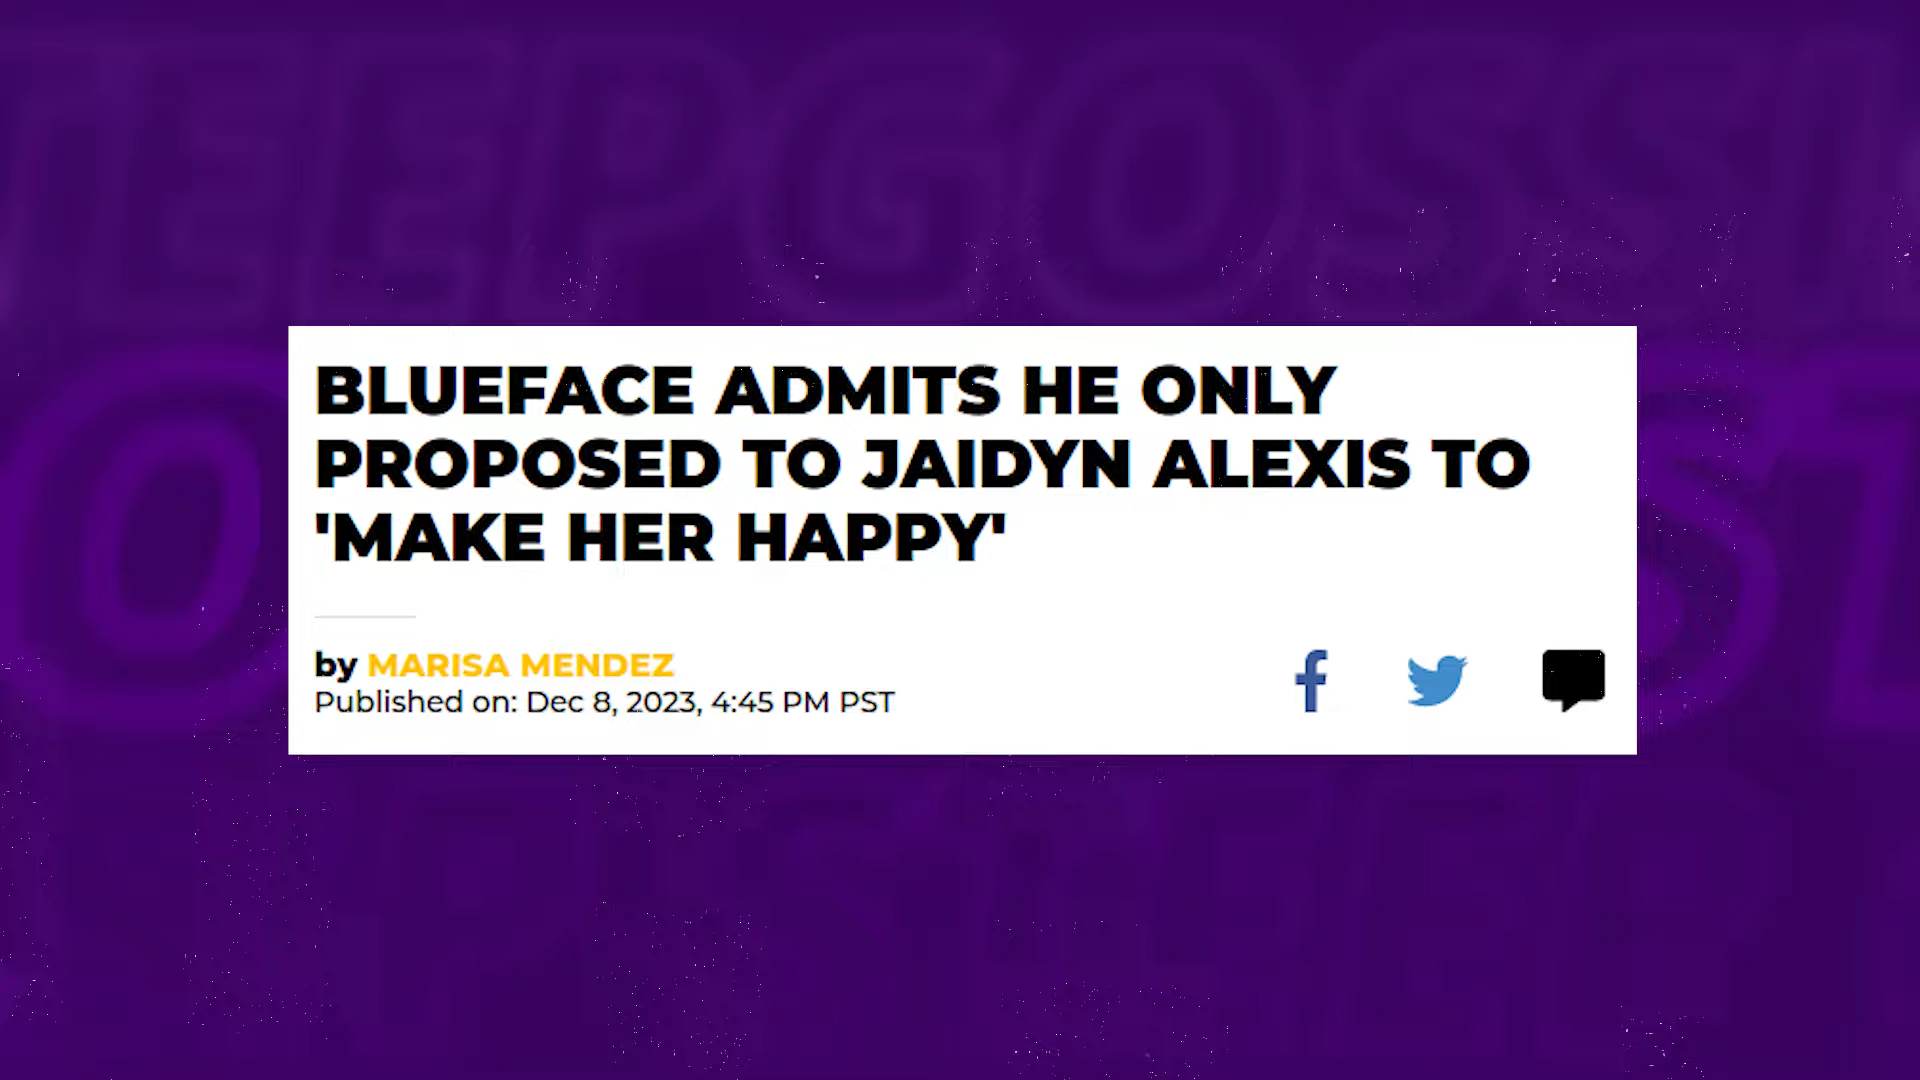 BLUEFACE ADMITS HE ONLY
PROPOSED TO JAIDYN ALEXIS TO
'MAKE HER HAPPY'
by MARISA MENDEZ
Published on: Dec 8, 2023, 4:45 PM PST